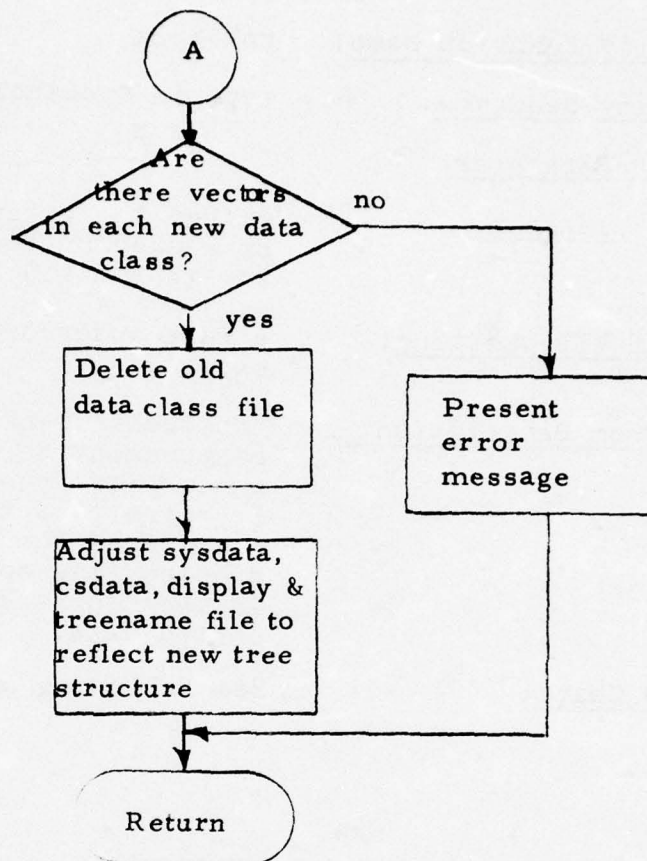 A
Are
there vectors
in each new data
class?
no
yes
Delete old
data class file
Present
error
message
Adjust sysdata,
csdata, display &
treename file to
reflect new tree
structure
Return